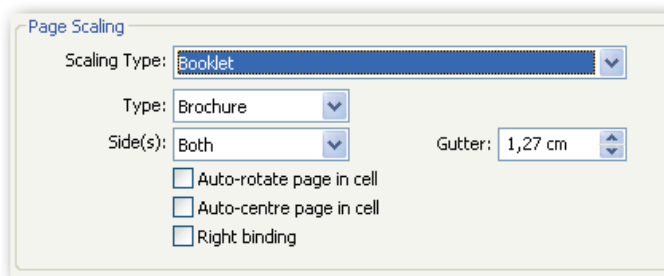 Page Scaling
Scaling Type: Booklet
Type: Brochure
Side(s): Both Gutter: 1,27 cm
Auto-rotate page in cell
Auto-centre page in cell
Right binding